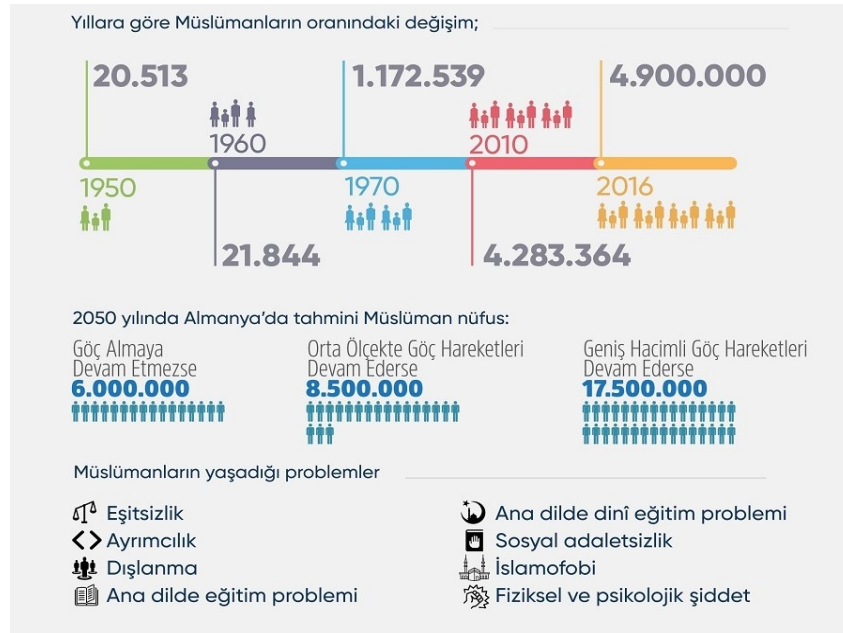 Yıllara göre Müslümanların oranındaki değişim;
20.513
1.172.539
4.900.000
1960
2010
1950
1970
2016
21.844
4.283.364
2050 yılında Almanya’da tahmini Müslüman nüfus:
Göç Almaya
Devam Etmezse
6.000.000
Orta Ölçekte Göç Hareketleri
Devam Ederse
8.500.000
Geniş Hacimli Göç Hareketleri
Devam Ederse
17.500.000
Müslümanların yaşadığı problemler
Eşitsizlik
Ayrımcılık
Dışlanma
Ana dilde eğitim problemi
Ana dilde dinî eğitim problemi
Sosyal adaletsizlik
İslamofobi
Fiziksel ve psikolojik şiddet